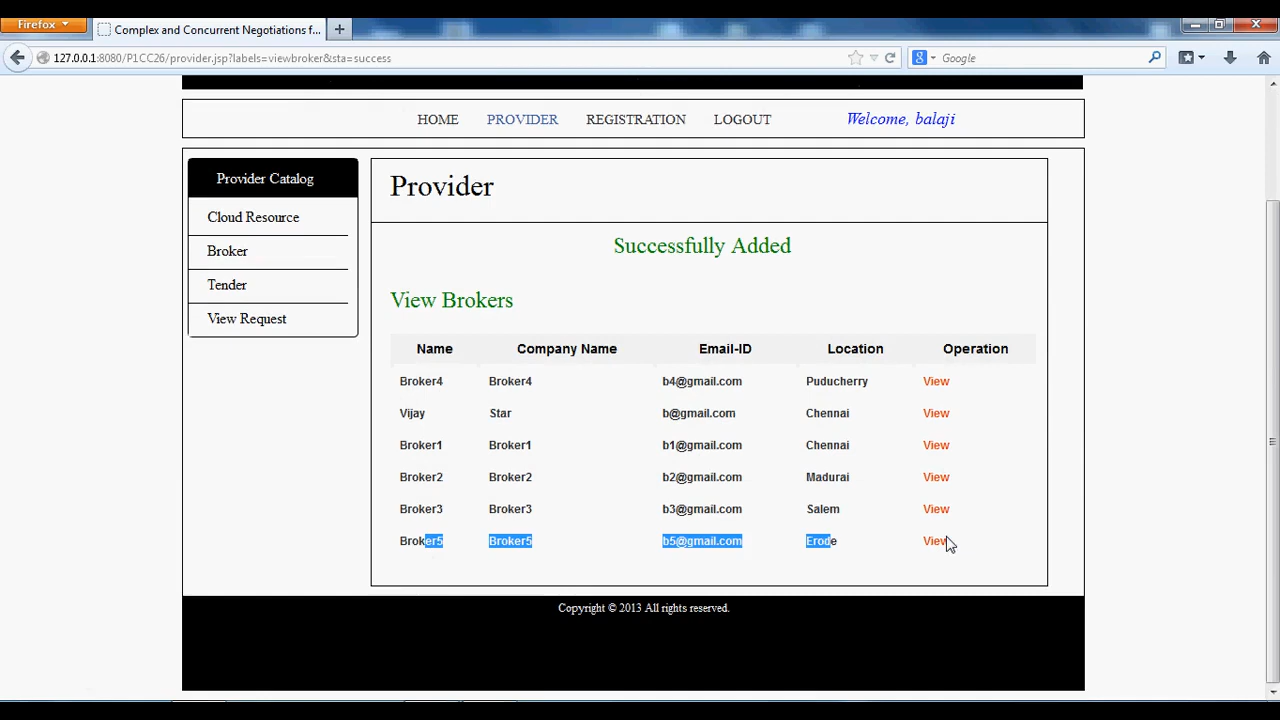 Firefox
Complex and Concurrent Negotiations f...
127.0.0.1:8080/P1CC26/provider.jsp?labels=viewbroker&sta=success
Google
HOME PROVIDER REGISTRATION LOGOUT Welcome, balaji
Provider Catalog
Cloud Resource
Broker
Tender
View Request
Provider
Successfully Added
View Brokers
Name Company Name Email-ID Location Operation
Broker4 Broker4 b4@gmail.com Puducherry View
Vijay Star b@gmail.com Chennai View
Broker1 Broker1 b1@gmail.com Chennai View
Broker2 Broker2 b2@gmail.com Madurai View
Broker3 Broker3 b3@gmail.com Salem View
Broker5 Broker5 b5@gmail.com Erode View
Copyright © 2013 All rights reserved.